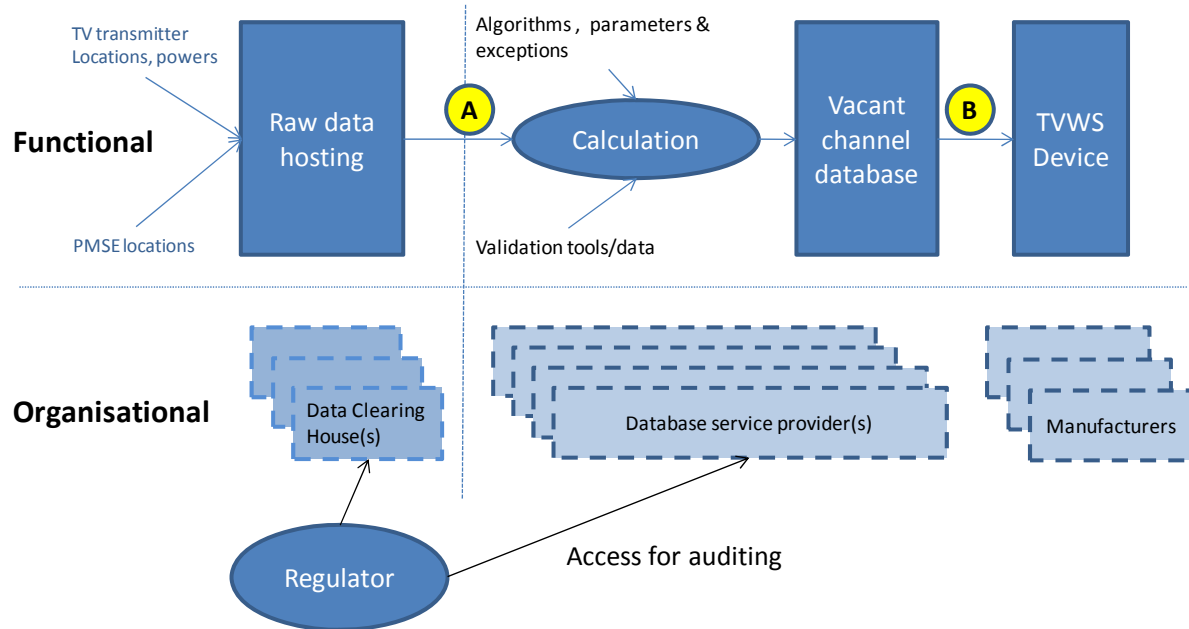 TV transmitter
Locations, powers
Algorithms , parameters &
exceptions
Functional
Raw data
hosting
A
Calculation
Vacant
channel
database
B
TVWS
Device
PMSE locations
Validation tools/data
Organisational
Data Clearing
House(s)
Database service provider(s)
Manufacturers
Regulator
Access for auditing